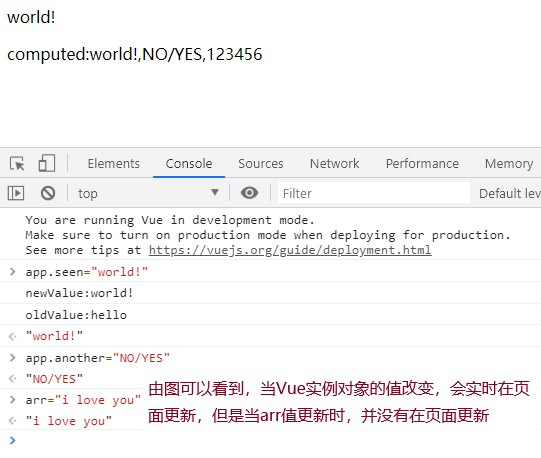 world!
computed:world!,NO/YES,123456
Elements Console Sources Network Performance Memory
top Filter Default lev
You are running Vue in development mode.
Make sure to turn on production mode when deploying for production.
See more tips at https://vuejs.org/guide/deployment.html
app.seen="world!"
newValue:world!
oldValue:hello
"world!"
app.another="NO/YES"
"NO/YES"
arr="i love you"
"i love you"
由图可以看到，当Vue实例对象的值改变，会实时在页
面更新，但是当arr值更新时，并没有在页面更新